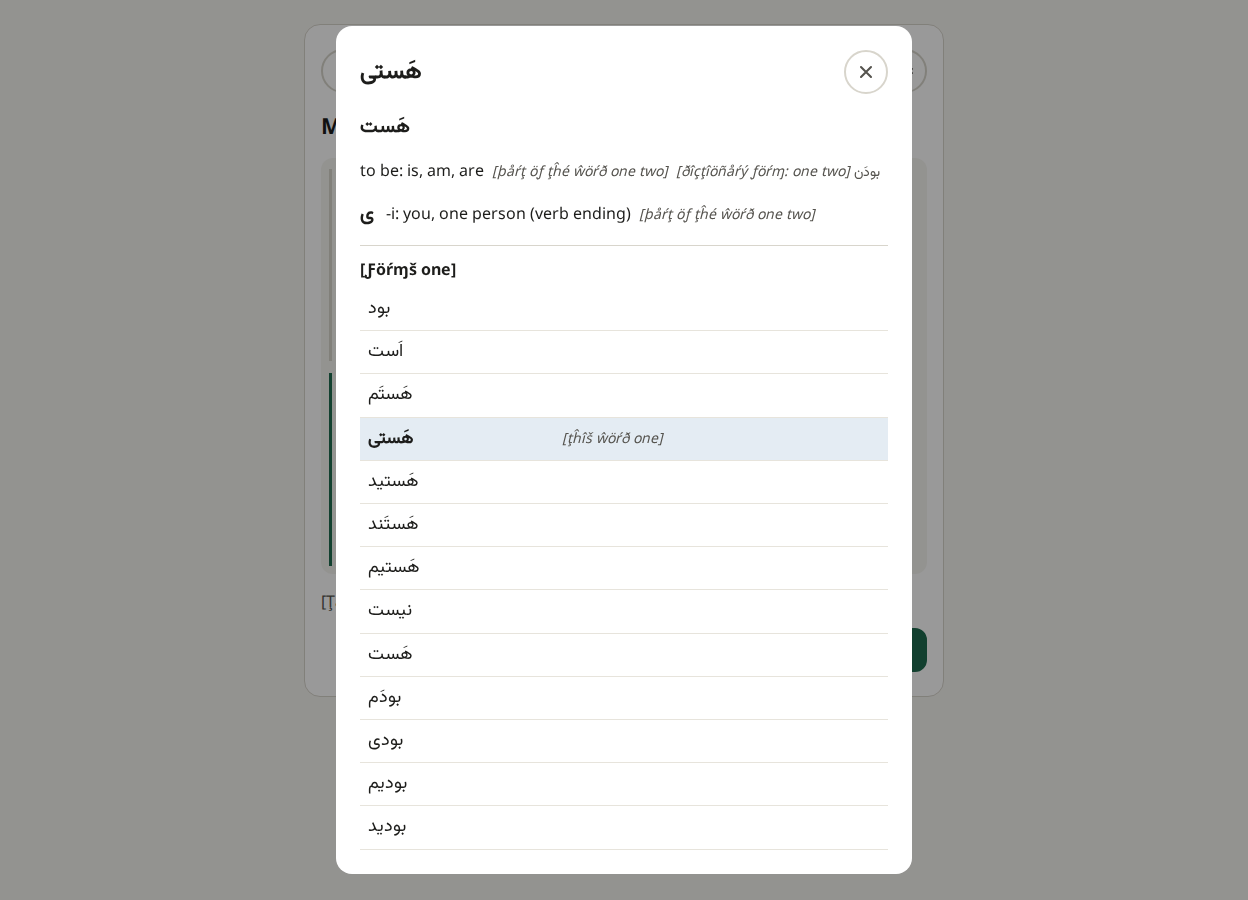 هَستی
هَست
to be: is, am, are [þåŕţ öƒ ţĥé ŵöŕð one two] [ðîçţîöñåŕý ƒöŕɱ: one two] بودَن
ی -i: you, one person (verb ending) [þåŕţ öƒ ţĥé ŵöŕð one two]
[Ƒöŕɱš one]
بود
اَست
هَستَم
هَستی [ţĥîš ŵöŕð one]
هَستید
هَستَند
هَستیم
نیست
هَست
بودَم
بودی
بودیم
بودید